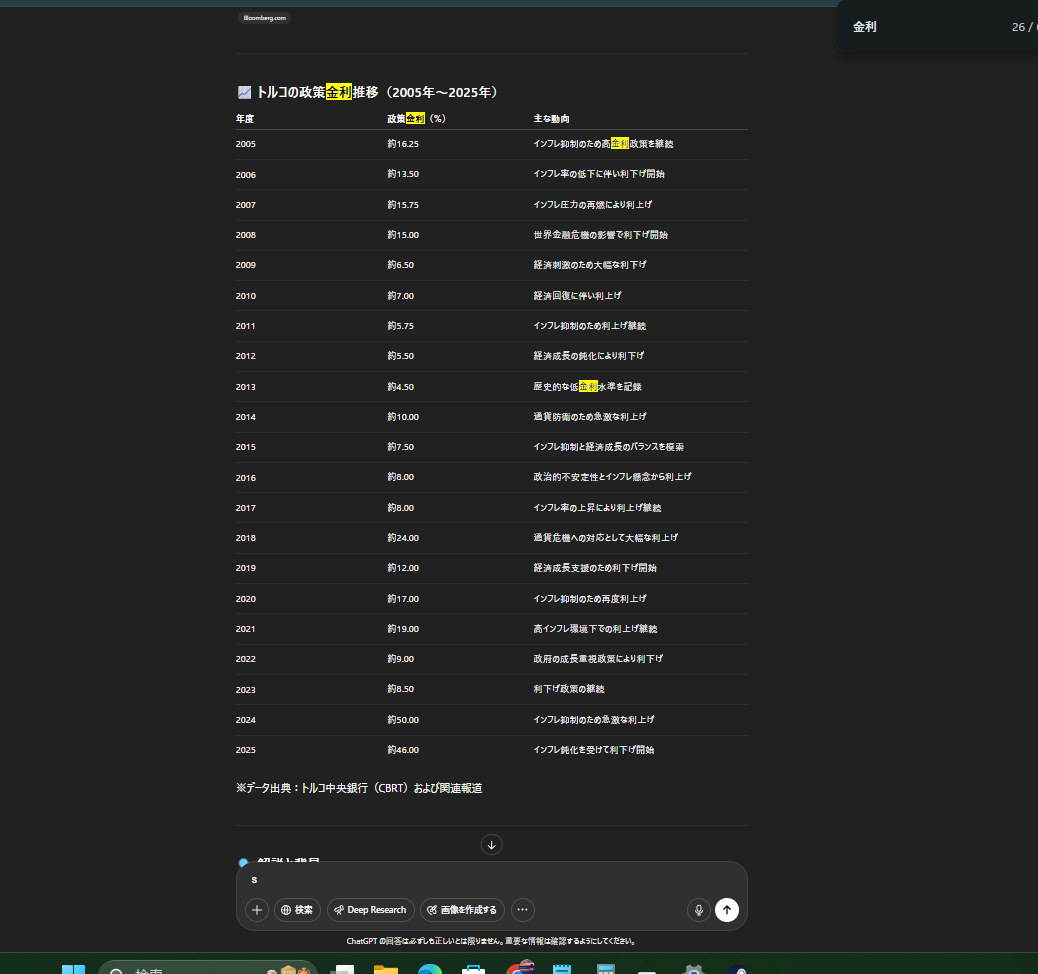 Bloomberg.com
金利
26 /
トルコの政策金利推移（2005年～2025年）
年度 政策金利（%） 主な動向
2005 約16.25 インフレ抑制のため高金利政策を継続
2006 約13.50 インフレ率の低下に伴い利下げ開始
2007 約15.75 インフレ圧力の再燃により利上げ
2008 約15.00 世界金融危機の影響で利下げ開始
2009 約6.50 経済刺激のため大幅な利下げ
2010 約7.00 経済回復に伴い利上げ
2011 約5.75 インフレ抑制のため利上げ継続
2012 約5.50 経済成長の鈍化により利下げ
2013 約4.50 歴史的な低金利水準を記録
2014 約10.00 通貨防衛のため急激な利上げ
2015 約7.50 インフレ抑制と経済成長のバランスを模索
2016 約8.00 政治的不安定性とインフレ懸念から利上げ
2017 約8.00 インフレ率の上昇により利上げ継続
2018 約24.00 通貨危機への対応として大幅な利上げ
2019 約12.00 経済成長支援のため利下げ開始
2020 約17.00 インフレ抑制のため再度利上げ
2021 約19.00 高インフレ環境下での利上げ継続
2022 約9.00 政府の成長重視政策により利下げ
2023 約8.50 利下げ政策の継続
2024 約50.00 インフレ抑制のため急激な利上げ
2025 約46.00 インフレ鈍化を受けて利下げ開始
※データ出典：トルコ中央銀行（CBRT）および関連報道
s
検索 Deep Research 画像を作成する
ChatGPT の回答は必ずしも正しいとは限りません。重要な情報は確認するようにしてください。
検索